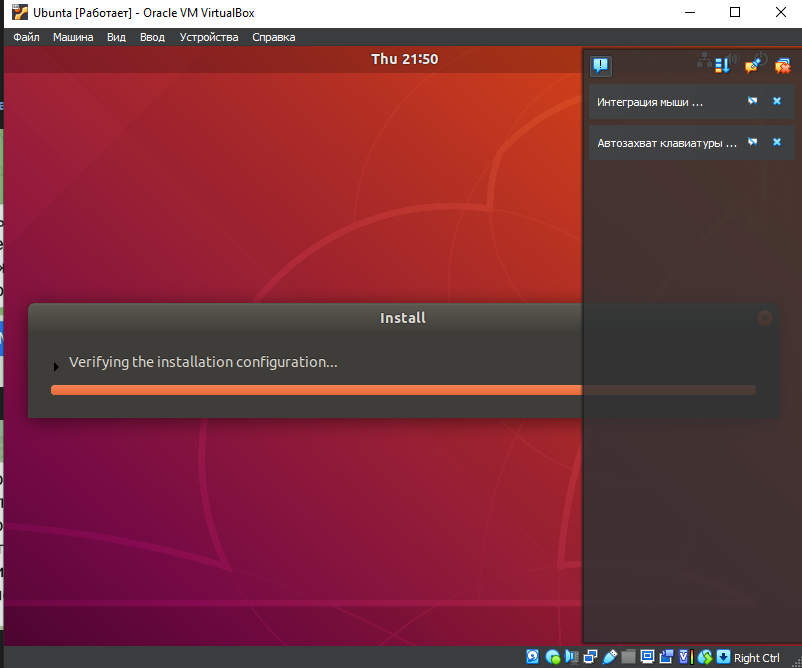 Ubunta [Работает] - Oracle VM VirtualBox
Файл Машина Вид Ввод Устройства Справка
Thu 21:50
Интеграция мыши ...
Автозахват клавиатуры ...
Install
Verifying the installation configuration...
Right Ctrl